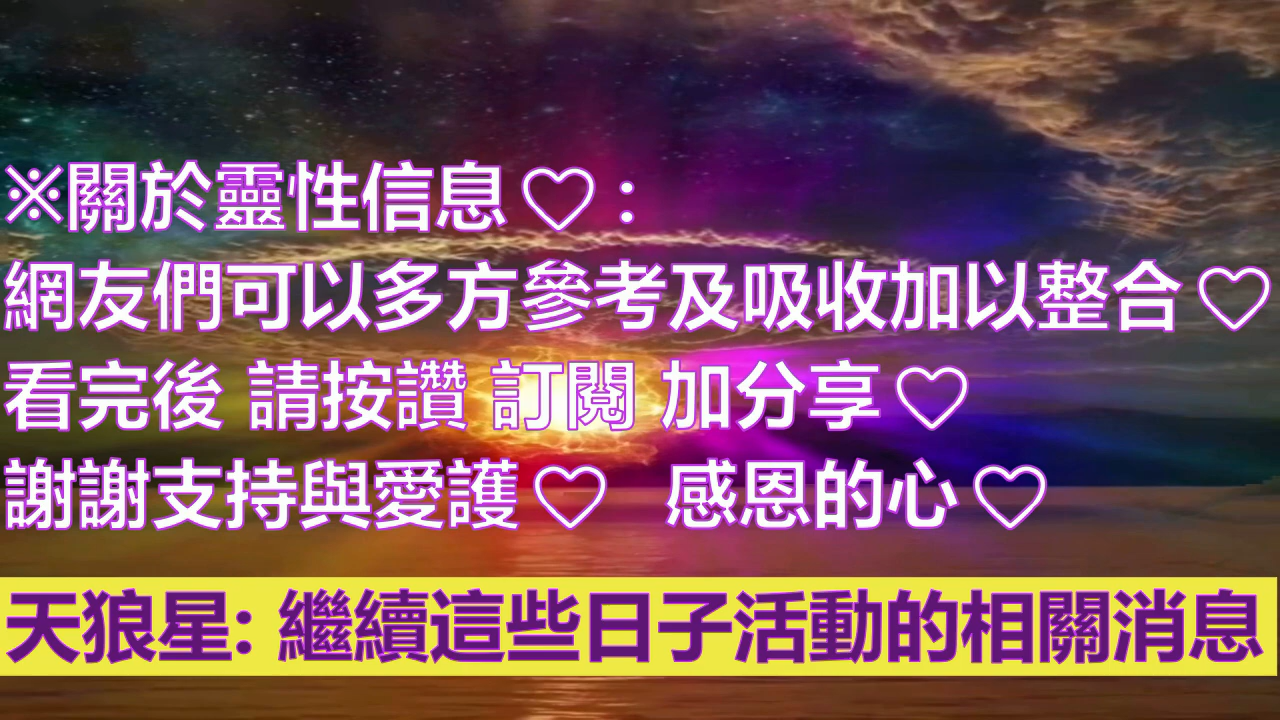 ※關於靈性信息♡:
網友們可以多方參考及吸收加以整合♡
看完後 請按讚 訂閱 加分享♡
謝謝支持與愛護♡ 感恩的心♡
天狼星: 繼續這些日子活動的相關消息